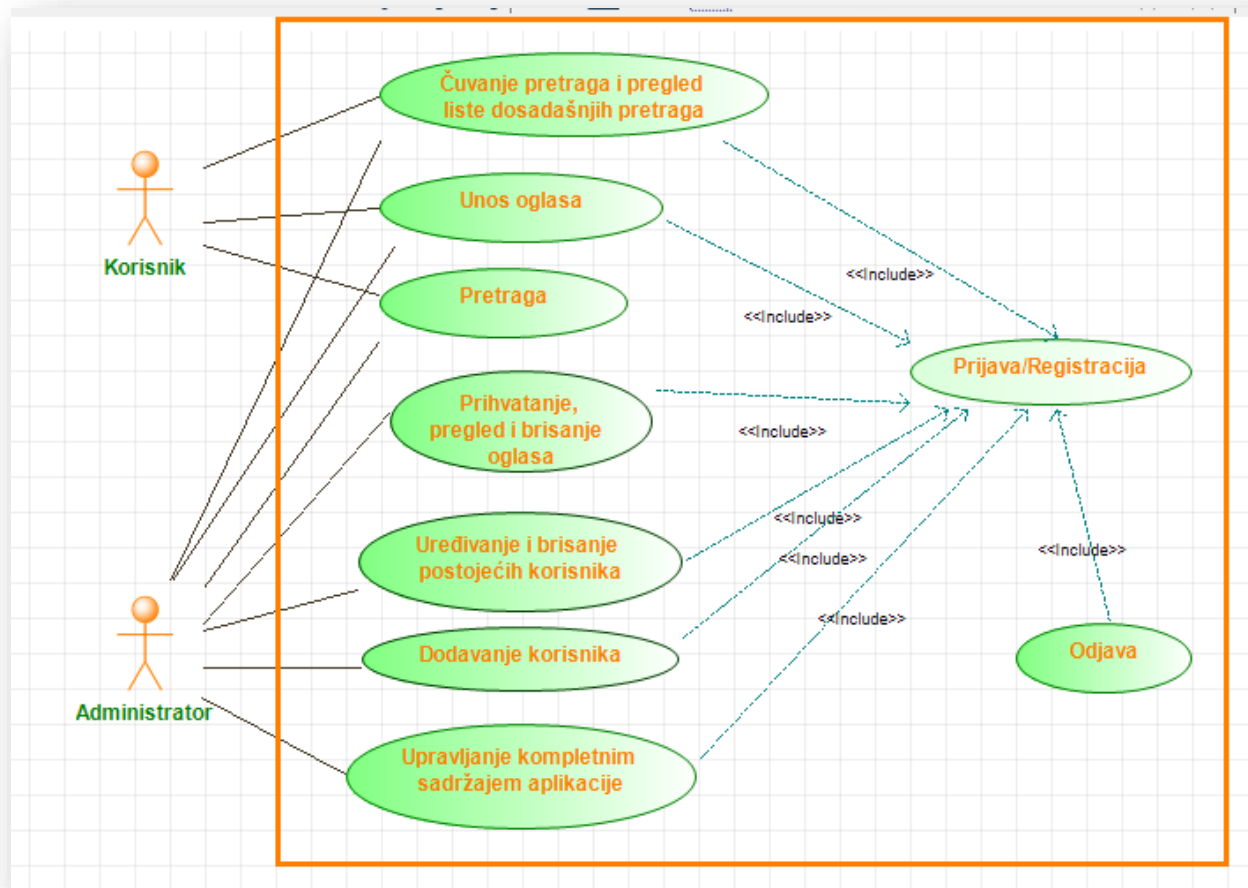 Čuvanje pretraga i pregled
liste dosadašnjih pretraga
Unos oglasa
Korisnik
<<Include>>
Pretraga
<<Include>>
Prijava/Registracija
Prihvatanje,
pregled i brisanje
oglasa
<<Include>>
<<Include>>
Uređivanje i brisanje
postojećih korisnika
<<Include>>
<<Include>>
<<Include>>
Dodavanje korisnika
Odjava
Administrator
Upravljanje kompletnim
sadržajem aplikacije